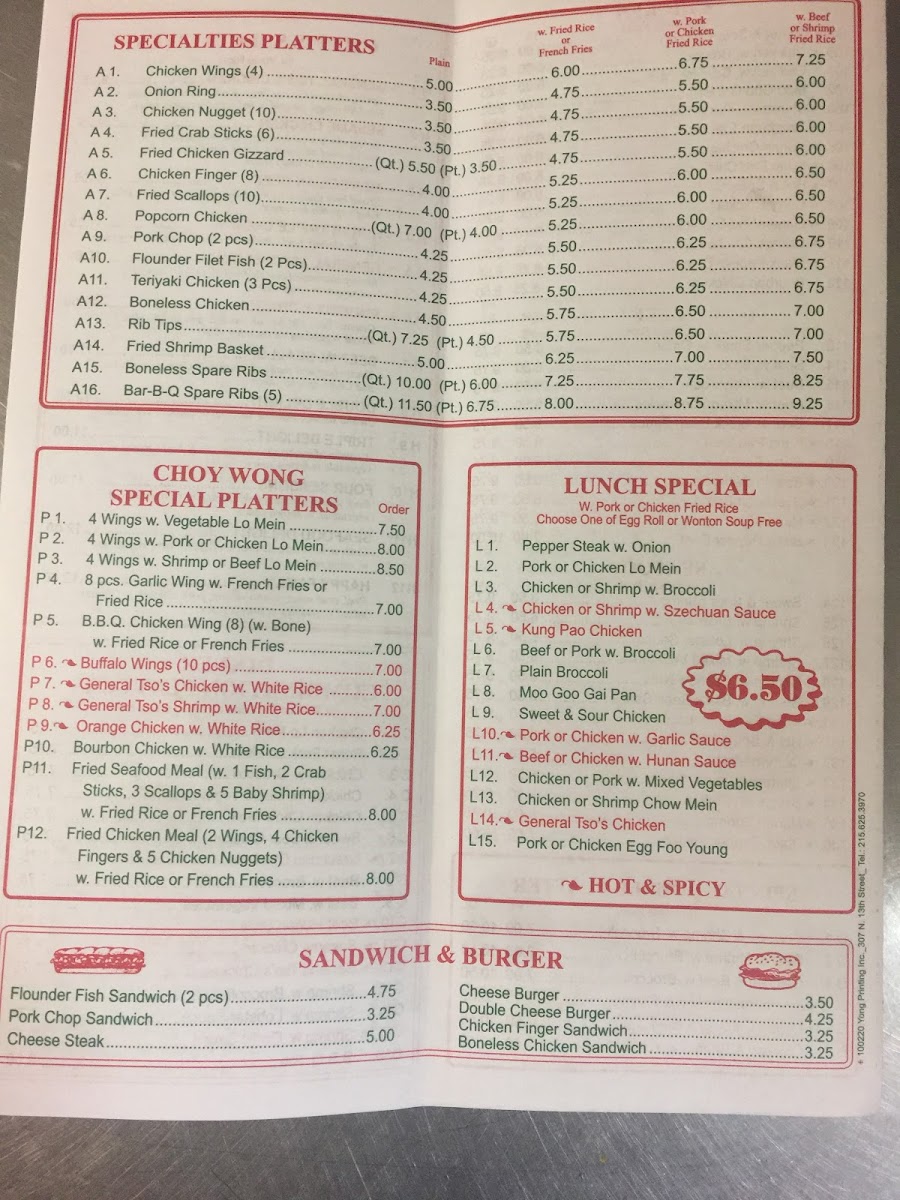 SPECIALTIES PLATTERS
Plain
w. Fried Rice
or
French Fries
w. Pork
or Chicken
Fried Rice
w. Beef
or Shrimp
Fried Rice
A 1. Chicken Wings (4) 5.00 6.00 6.75 7.25
A 2. Onion Ring 3.50 4.75 5.50 6.00
A 3. Chicken Nugget (10) 3.50 4.75 5.50 6.00
A 4. Fried Crab Sticks (6) 3.50 4.75 5.50 6.00
A 5. Fried Chicken Gizzard (Qt.) 5.50 (Pt.) 3.50 4.75 5.50 6.00
A 6. Chicken Finger (8) 4.00 5.25 6.00 6.50
A 7. Fried Scallops (10) 4.00 5.25 6.00 6.50
A 8. Popcorn Chicken (Qt.) 7.00 (Pt.) 4.00 5.25 6.00 6.50
A 9. Pork Chop (2 pcs) 4.25 5.50 6.25 6.75
A10. Flounder Filet Fish (2 Pcs) 4.25 5.50 6.25 6.75
A11. Teriyaki Chicken (3 Pcs) 4.25 5.50 6.25 6.75
A12. Boneless Chicken 4.50 5.75 6.50 7.00
A13. Rib Tips (Qt.) 7.25 (Pt.) 4.50 5.75 6.50 7.00
A14. Fried Shrimp Basket 5.00 6.25 7.00 7.50
A15. Boneless Spare Ribs (Qt.) 10.00 (Pt.) 6.00 7.25 7.75 8.25
A16. Bar-B-Q Spare Ribs (5) (Qt.) 11.50 (Pt.) 6.75 8.00 8.75 9.25
CHOY WONG
SPECIAL PLATTERS
Order
P 1. 4 Wings w. Vegetable Lo Mein 7.50
P 2. 4 Wings w. Pork or Chicken Lo Mein 8.00
P 3. 4 Wings w. Shrimp or Beef Lo Mein 8.50
P 4. 8 pcs. Garlic Wing w. French Fries or
Fried Rice 7.00
P 5. B.B.Q. Chicken Wing (8) (w. Bone)
w. Fried Rice or French Fries 7.00
P 6. Buffalo Wings (10 pcs) 7.00
P 7. General Tso's Chicken w. White Rice 6.00
P 8. General Tso's Shrimp w. White Rice 7.00
P 9. Orange Chicken w. White Rice 6.25
P10. Bourbon Chicken w. White Rice 6.25
P11. Fried Seafood Meal (w. 1 Fish, 2 Crab
Sticks, 3 Scallops & 5 Baby Shrimp)
w. Fried Rice or French Fries 8.00
P12. Fried Chicken Meal (2 Wings, 4 Chicken
Fingers & 5 Chicken Nuggets)
w. Fried Rice or French Fries 8.00
LUNCH SPECIAL
W. Pork or Chicken Fried Rice
Choose One of Egg Roll or Wonton Soup Free
L 1. Pepper Steak w. Onion
L 2. Pork or Chicken Lo Mein
L 3. Chicken or Shrimp w. Broccoli
L 4. Chicken or Shrimp w. Szechuan Sauce
L 5. Kung Pao Chicken
L 6. Beef or Pork w. Broccoli
L 7. Plain Broccoli
L 8. Moo Goo Gai Pan
L 9. Sweet & Sour Chicken
L10. Pork or Chicken w. Garlic Sauce
L11. Beef or Chicken w. Hunan Sauce
L12. Chicken or Pork w. Mixed Vegetables
L13. Chicken or Shrimp Chow Mein
L14. General Tso's Chicken
L15. Pork or Chicken Egg Foo Young
$6.50
HOT & SPICY
SANDWICH & BURGER
Flounder Fish Sandwich (2 pcs) 4.75
Pork Chop Sandwich 3.25
Cheese Steak 5.00
Cheese Burger 3.50
Double Cheese Burger 4.25
Chicken Finger Sandwich 3.25
Boneless Chicken Sandwich 3.25
+ 100220 Yong Printing Inc._307 N. 13th Street_ Tel.: 215.625.3970